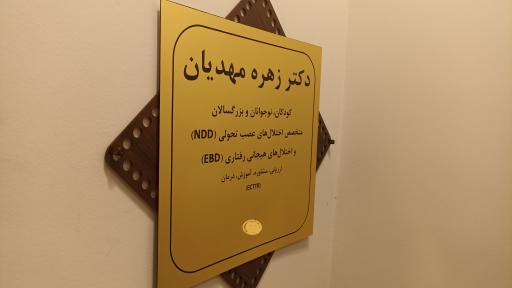 دکتر زهره مهدیان
کودکان، نوجوانان و بزرگسالان
متخصص اختلال‌های عصب تحولی (NDD)
و اختلال‌های هیجانی رفتاری (EBD)
ارزیابی، مشاوره، آموزش، درمان